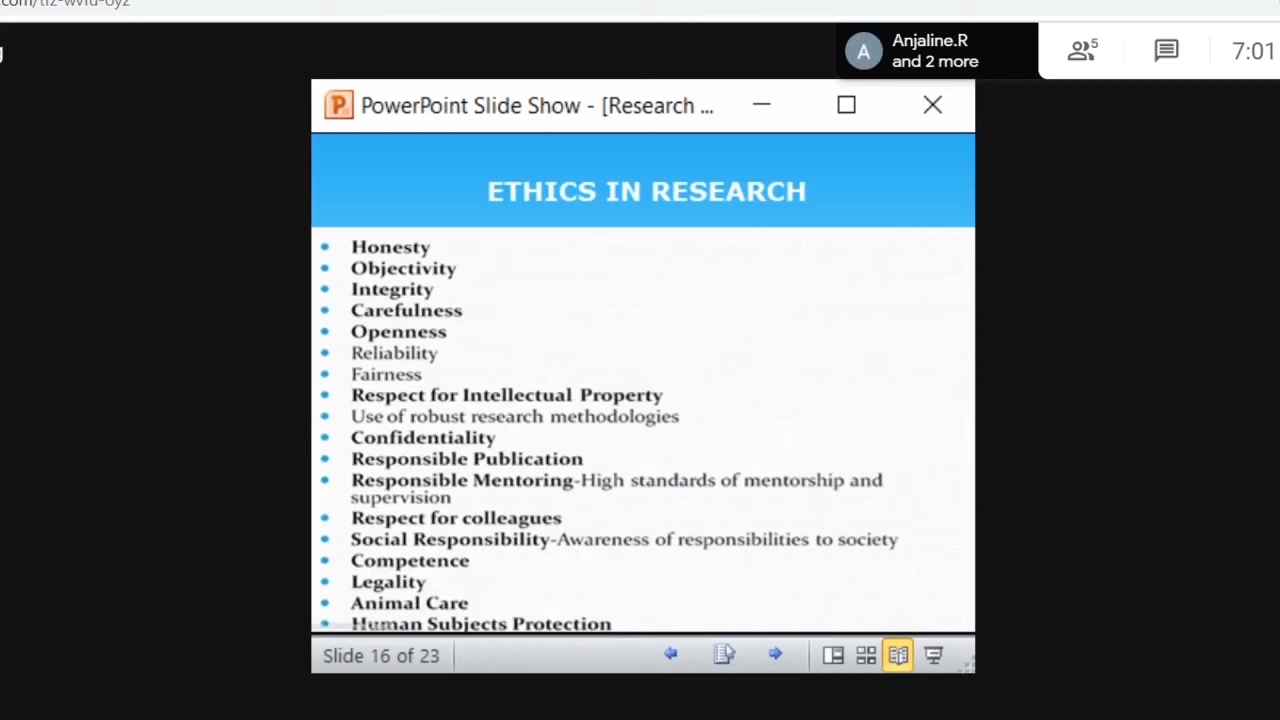 Anjaline.R
and 2 more
5
7:01
PowerPoint Slide Show - [Research ...
ETHICS IN RESEARCH
Honesty
Objectivity
Integrity
Carefulness
Openness
Reliability
Fairness
Respect for Intellectual Property
Use of robust research methodologies
Confidentiality
Responsible Publication
Responsible Mentoring-High standards of mentorship and
supervision
Respect for colleagues
Social Responsibility-Awareness of responsibilities to society
Competence
Legality
Animal Care
Human Subjects Protection
Slide 16 of 23